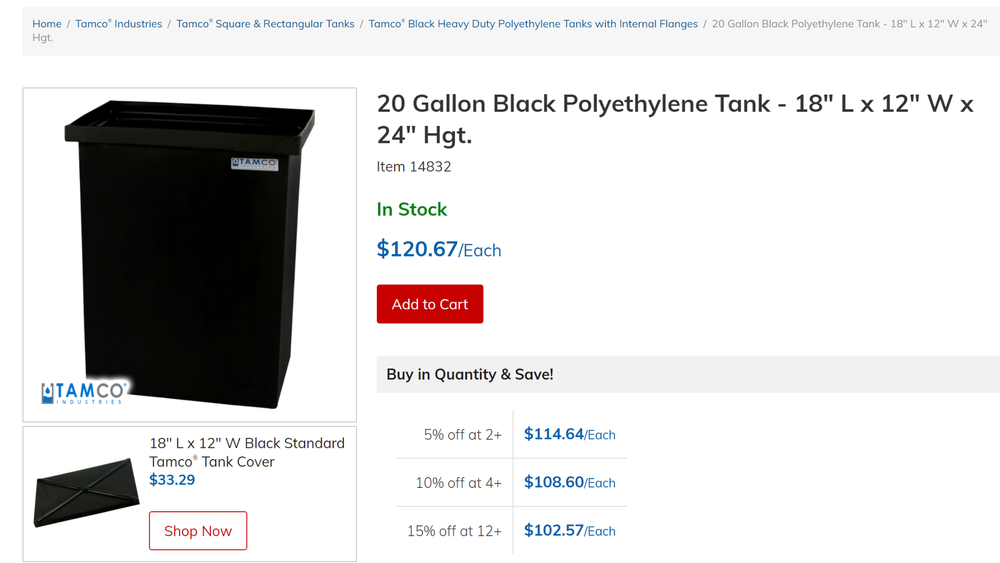 Home / Tamco® Industries / Tamco® Square & Rectangular Tanks / Tamco® Black Heavy Duty Polyethylene Tanks with Internal Flanges / 20 Gallon Black Polyethylene Tank - 18" L x 12" W x 24"
Hgt.
TAMCO®
INDUSTRIES
TAMCO®
INDUSTRIES
20 Gallon Black Polyethylene Tank - 18" L x 12" W x
24" Hgt.
Item 14832
In Stock
$120.67/Each
Add to Cart
Buy in Quantity & Save!
5% off at 2+ $114.64/Each
10% off at 4+ $108.60/Each
15% off at 12+ $102.57/Each
18" L x 12" W Black Standard
Tamco® Tank Cover
$33.29
Shop Now